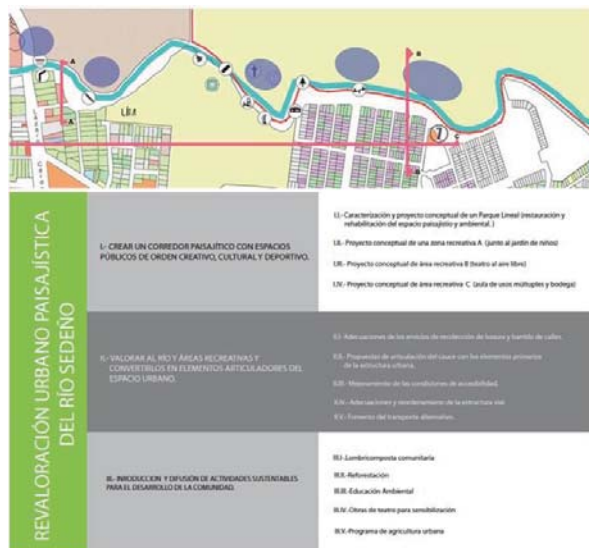 A
A'
LÍM
B
B
C
REVALORACIÓN URBANO PAISAJÍSTICA
DEL RÍO SEDEÑO
I.- CREAR UN CORREDOR PAISAJÍTICO CON ESPACIOS
PÚBLICOS DE ORDEN CREATIVO, CULTURAL Y DEPORTIVO.
I.I.- Caracterización y proyecto conceptual de un Parque Lineal (restauración y
rehabilitación del espacio paisajístio y ambiental.)
I.II.- Proyecto conceptual de una zona recreativa A (junto al jardín de niños)
I.III.- Proyecto conceptual de área recreativa B (teatro al aire libre)
I.IV.- Proyecto conceptual de área recreativa C (aula de usos múltuples y bodega)
II.- VALORAR AL RÍO Y ÁREAS RECREATIVAS Y
CONVERTIRLOS EN ELEMENTOS ARTICULADORES DEL
ESPACIO URBANO.
II.I- Adecuaciones de los servicios de recolección de basura y barrido de calles.
II.II.- Propuestas de articulación del cauce con los elementos primarios
de la estructura urbana.
II.III.- Mejoramiento de las condiciones de accesibilidad.
II.IV.- Adecuaciones y reordenamiento de la estructura vial
II.V.- Fomento del transporte alternativo.
III.- INRODUCCION Y DIFUSIÓN DE ACTIVIDADES SUSTENTABLES
PARA EL DESARROLLO DE LA COMUNIDAD.
III.I- Lombricomposta comunitaria
III.II.- Reforestación
III.III.- Educación Ambiental
III.IV.- Obras de teatro para sensibilización
III.V.- Programa de agricultura urbana